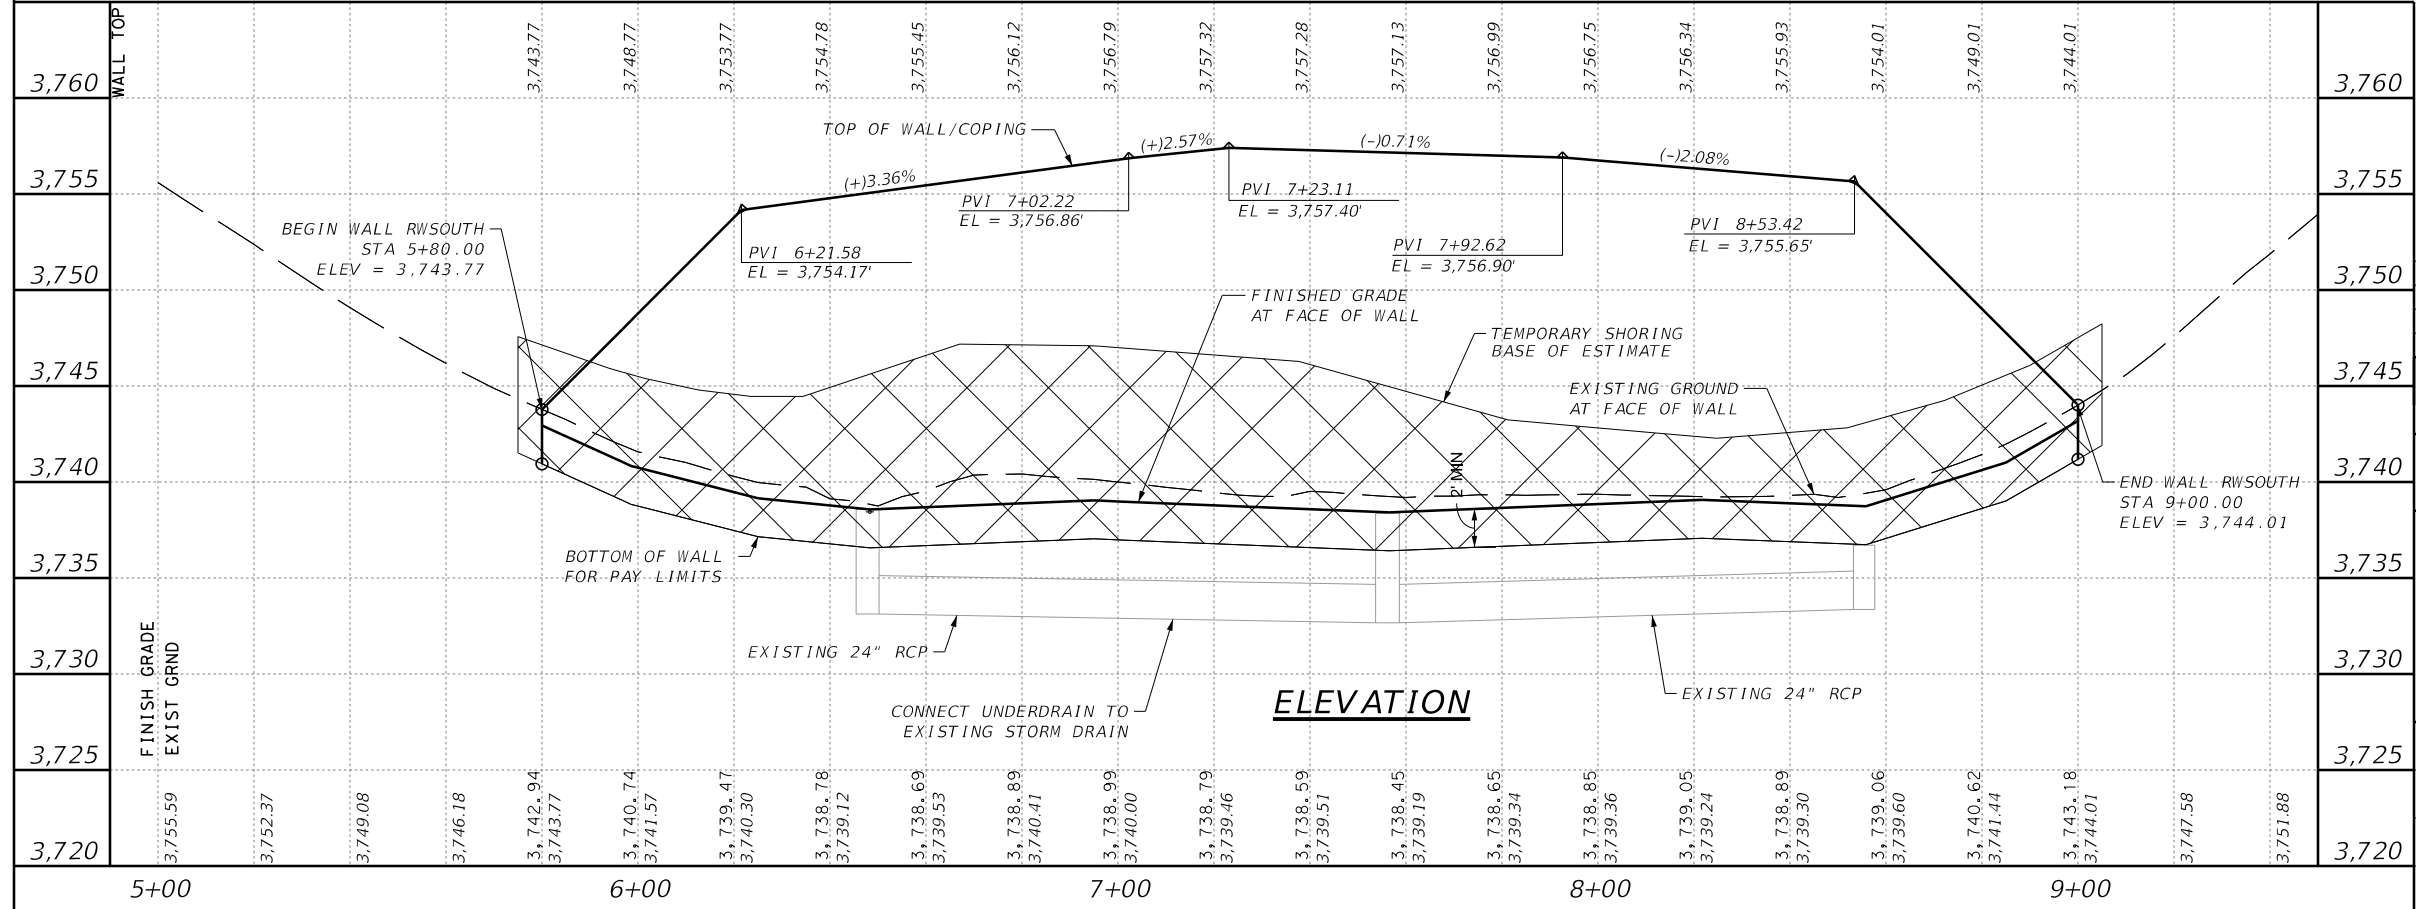 WALL TOP
3,743.77
3,748.77
3,753.77
3,754.78
3,755.45
3,756.12
3,756.79
3,757.32
3,757.28
3,757.13
3,756.99
3,756.75
3,756.34
3,755.93
3,754.01
3,749.01
3,744.01
3,760
3,755
3,750
3,745
3,740
3,735
3,730
3,725
3,720
3,760
3,755
3,750
3,745
3,740
3,735
3,730
3,725
3,720
TOP OF WALL/COPING
(+)3.36%
(+)2.57%
(-)0.71%
(-)2.08%
BEGIN WALL RWSOUTH
STA 5+80.00
ELEV = 3,743.77
PVI 6+21.58
EL = 3,754.17'
PVI 7+02.22
EL = 3,756.86'
PVI 7+23.11
EL = 3,757.40'
PVI 7+92.62
EL = 3,756.90'
PVI 8+53.42
EL = 3,755.65'
FINISHED GRADE
AT FACE OF WALL
TEMPORARY SHORING
BASE OF ESTIMATE
EXISTING GROUND
AT FACE OF WALL
2' MIN
END WALL RWSOUTH
STA 9+00.00
ELEV = 3,744.01
BOTTOM OF WALL
FOR PAY LIMITS
EXISTING 24" RCP
CONNECT UNDERDRAIN TO
EXISTING STORM DRAIN
EXISTING 24" RCP
ELEVATION
FINISH GRADE
EXIST GRND
3,755.59
3,752.37
3,749.08
3,746.18
3,742.94
3,743.77
3,740.74
3,741.57
3,739.47
3,740.30
3,738.78
3,739.12
3,738.69
3,739.53
3,738.89
3,740.41
3,738.99
3,740.00
3,738.79
3,739.46
3,738.59
3,739.51
3,738.45
3,739.19
3,738.65
3,739.34
3,738.85
3,739.36
3,739.05
3,739.24
3,738.89
3,739.30
3,739.06
3,739.60
3,740.62
3,741.44
3,743.18
3,744.01
3,747.58
3,751.88
5+00
6+00
7+00
8+00
9+00